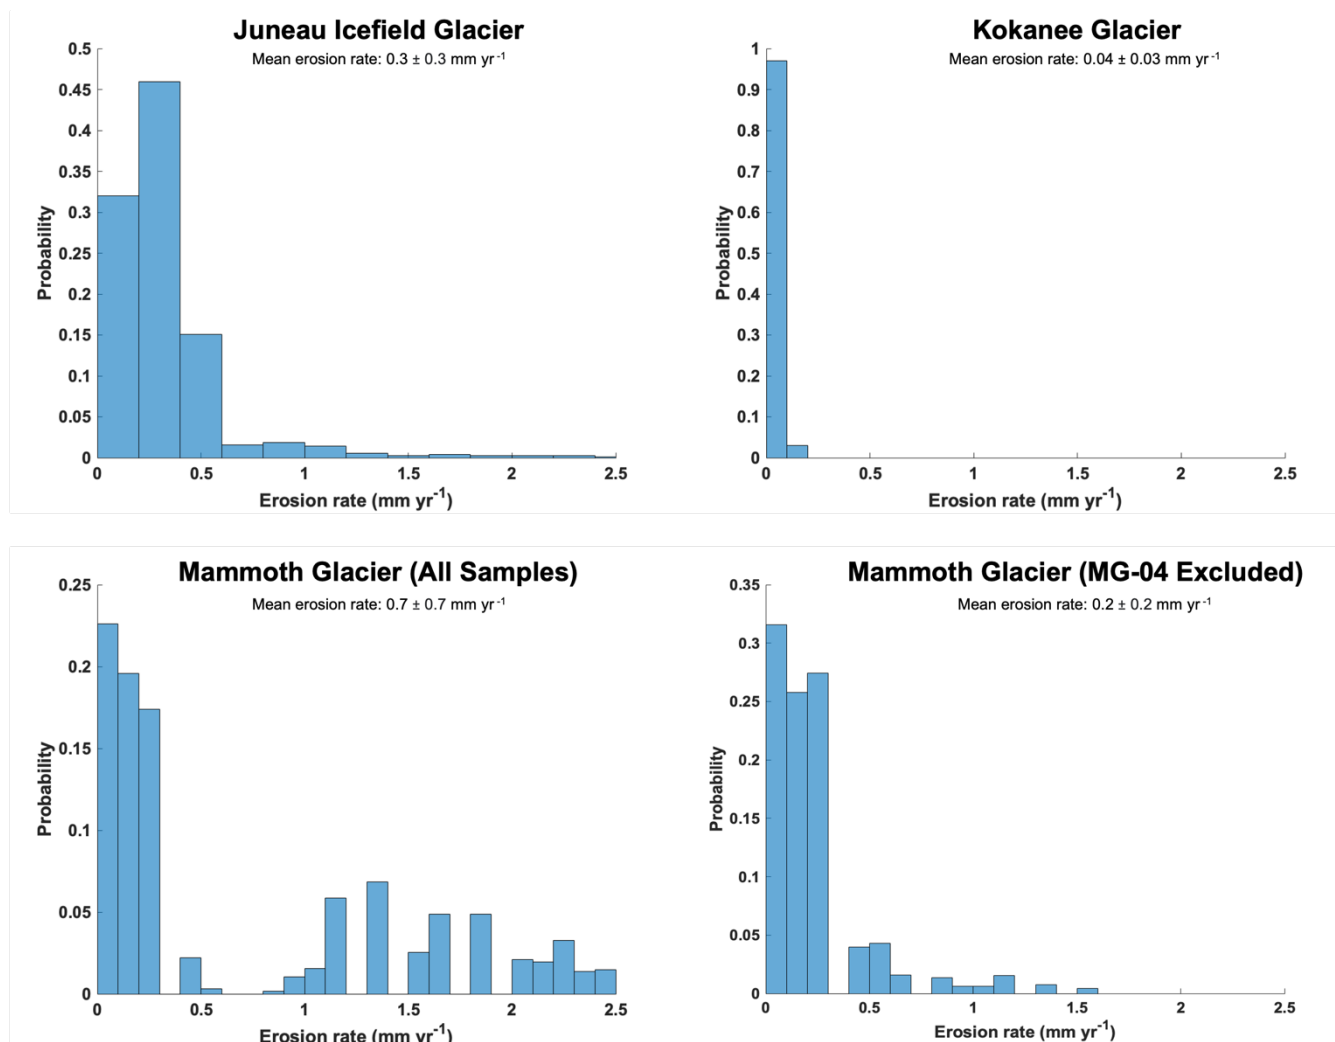 Juneau Icefield Glacier
Mean erosion rate: 0.3 ± 0.3 mm yr⁻¹
0.5
0.45
0.4
0.35
0.3
0.25
0.2
0.15
0.1
0.05
0
Probability
0 0.5 1 1.5 2 2.5
Erosion rate (mm yr⁻¹)
Kokanee Glacier
Mean erosion rate: 0.04 ± 0.03 mm yr⁻¹
1
0.9
0.8
0.7
0.6
0.5
0.4
0.3
0.2
0.1
0
Probability
0 0.5 1 1.5 2 2.5
Erosion rate (mm yr⁻¹)
Mammoth Glacier (All Samples)
Mean erosion rate: 0.7 ± 0.7 mm yr⁻¹
0.25
0.2
0.15
0.1
0.05
0
Probability
0 0.5 1 1.5 2 2.5
Erosion rate (mm yr⁻¹)
Mammoth Glacier (MG-04 Excluded)
Mean erosion rate: 0.2 ± 0.2 mm yr⁻¹
0.35
0.3
0.25
0.2
0.15
0.1
0.05
0
Probability
0 0.5 1 1.5 2 2.5
Erosion rate (mm yr⁻¹)